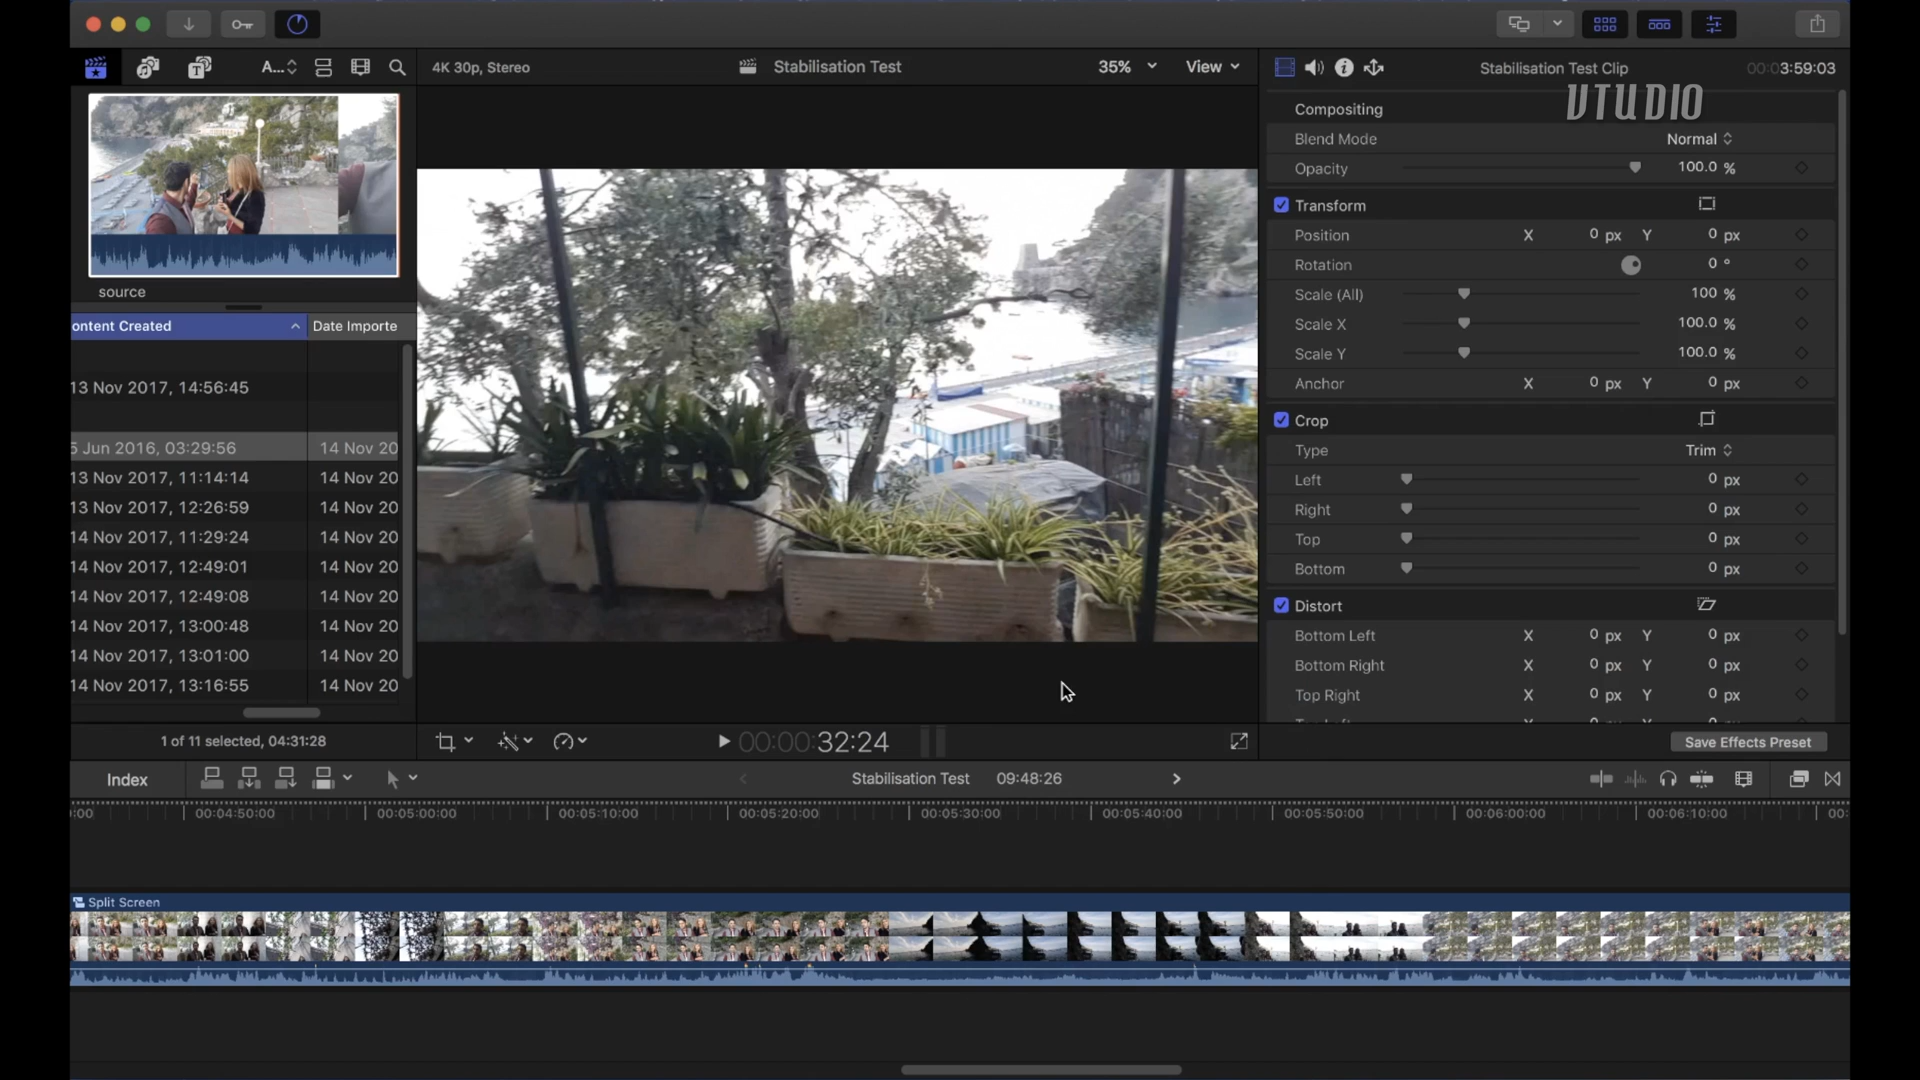 A...
4K 30p, Stereo
Stabilisation Test
35%
View
Stabilisation Test Clip
00:03:59:03
VTUDIO
Compositing
Blend Mode
Normal
Opacity
100.0 %
Transform
Position X 0 px Y 0 px
Rotation 0 °
Scale (All) 100 %
Scale X 100.0 %
Scale Y 100.0 %
Anchor X 0 px Y 0 px
Crop
Type Trim
Left 0 px
Right 0 px
Top 0 px
Bottom 0 px
Distort
Bottom Left X 0 px Y 0 px
Bottom Right X 0 px Y 0 px
Top Right X 0 px Y 0 px
Save Effects Preset
source
ontent Created
Date Importe
13 Nov 2017, 14:56:45
5 Jun 2016, 03:29:56 14 Nov 20
13 Nov 2017, 11:14:14 14 Nov 20
13 Nov 2017, 12:26:59 14 Nov 20
14 Nov 2017, 11:29:24 14 Nov 20
14 Nov 2017, 12:49:01 14 Nov 20
14 Nov 2017, 12:49:08 14 Nov 20
14 Nov 2017, 13:00:48 14 Nov 20
14 Nov 2017, 13:01:00 14 Nov 20
14 Nov 2017, 13:16:55 14 Nov 20
1 of 11 selected, 04:31:28
00:00:32:24
Index
Stabilisation Test 09:48:26
:00 00:04:50:00 00:05:00:00 00:05:10:00 00:05:20:00 00:05:30:00 00:05:40:00 00:05:50:00 00:06:00:00 00:06:10:00 00:
Split Screen